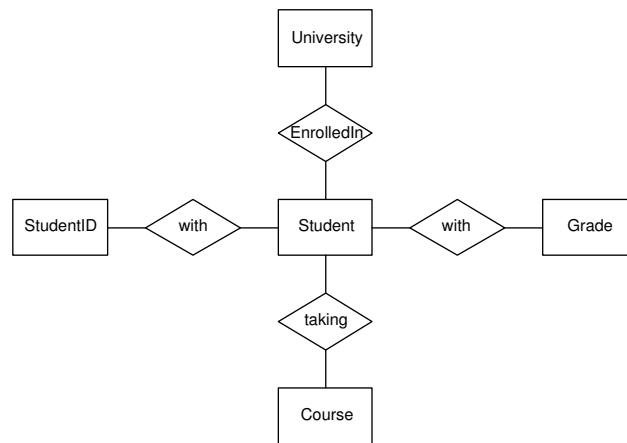 University
EnrolledIn
StudentID
with
Student
with
Grade
taking
Course